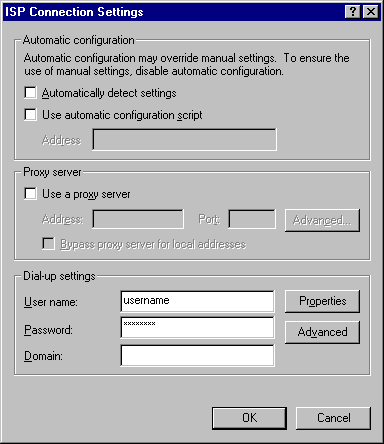 ISP Connection Settings
Automatic configuration
Automatic configuration may override manual settings. To ensure the
use of manual settings, disable automatic configuration.
Automatically detect settings
Use automatic configuration script
Address
Proxy server
Use a proxy server
Address: Port: Advanced...
Bypass proxy server for local addresses
Dial-up settings
User name: username Properties
Password: xxxxxxxx Advanced
Domain:
OK Cancel